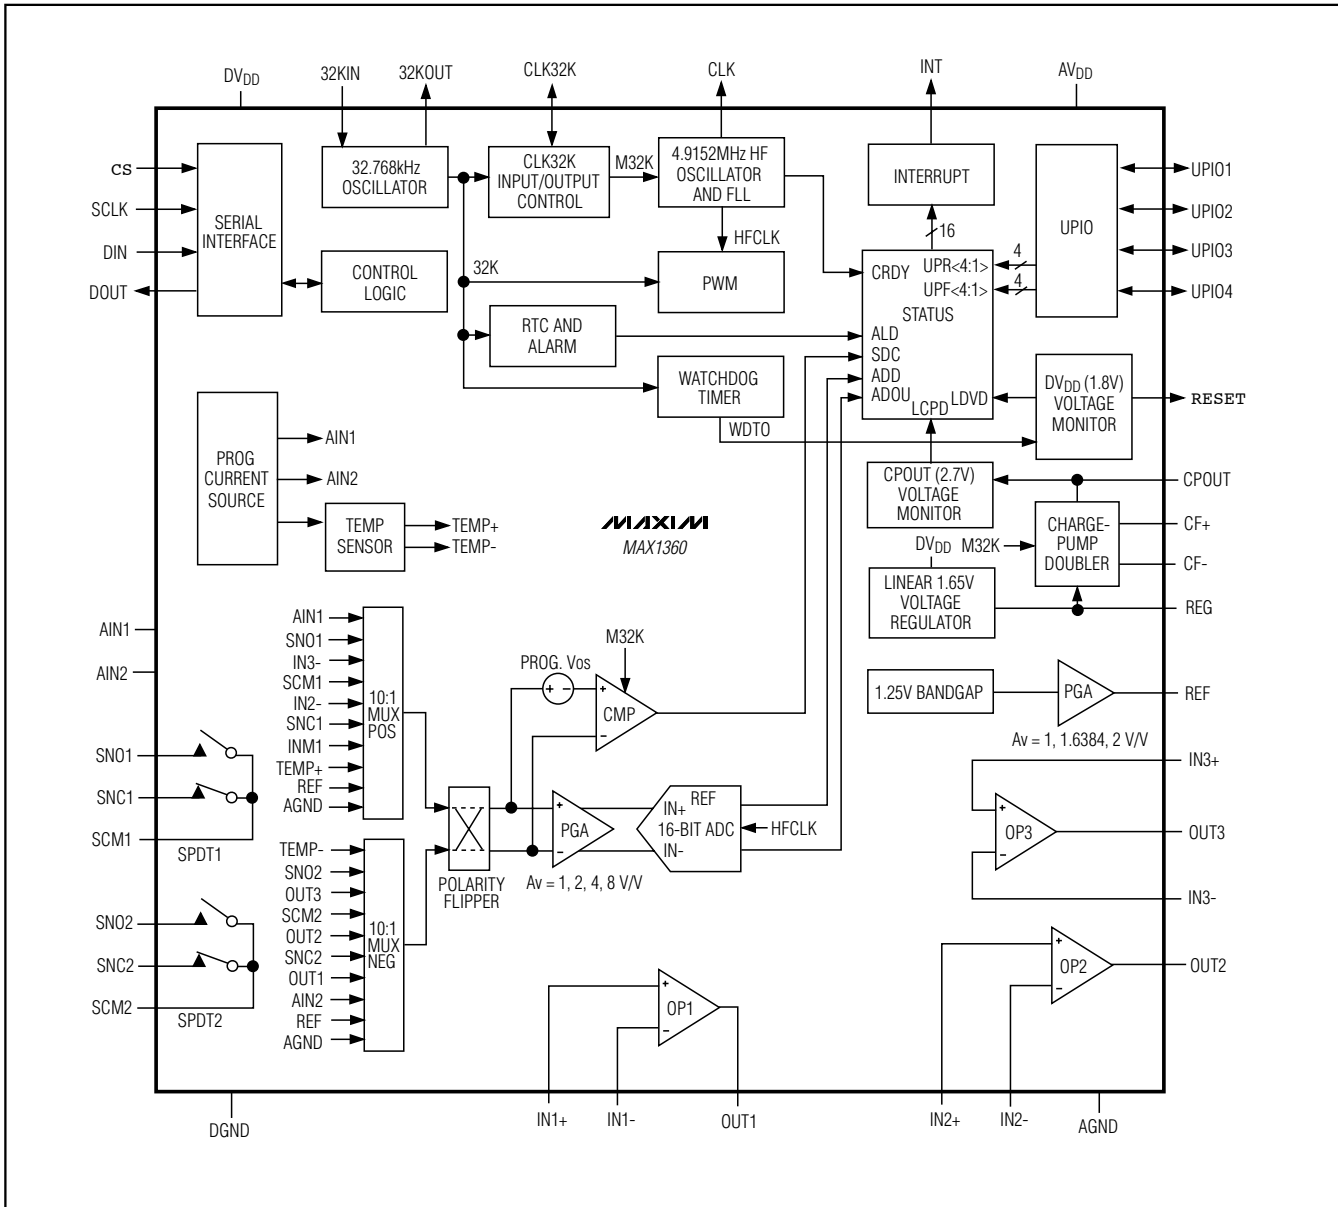 DVDD
32KIN
32KOUT
CLK32K
CLK
INT
AVDD
CS
SCLK
DIN
DOUT
SERIAL
INTERFACE
32.768kHz
OSCILLATOR
CLK32K
INPUT/OUTPUT
CONTROL
M32K
4.9152MHz HF
OSCILLATOR
AND FLL
INTERRUPT
UPIO
UPIO1
UPIO2
UPIO3
UPIO4
CONTROL
LOGIC
32K
HFCLK
PWM
16
CRDY
UPR<4:1>
4
UPF<4:1>
4
STATUS
RTC AND
ALARM
ALD
SDC
ADD
ADOU
LDVD
LCPD
WATCHDOG
TIMER
WDTO
DVDD (1.8V)
VOLTAGE
MONITOR
RESET
PROG
CURRENT
SOURCE
AIN1
AIN2
TEMP
SENSOR
TEMP+
TEMP-
MAXIM
MAX1360
CPOUT (2.7V)
VOLTAGE
MONITOR
CPOUT
CHARGE-
PUMP
DOUBLER
CF+
CF-
DVDD
M32K
LINEAR 1.65V
VOLTAGE
REGULATOR
REG
AIN1
AIN2
AIN1
SNO1
IN3-
SCM1
IN2-
SNC1
INM1
TEMP+
REF
AGND
10:1
MUX
POS
M32K
PROG. Vos
+ -
+
CMP
-
1.25V BANDGAP
PGA
REF
Av = 1, 1.6384, 2 V/V
SNO1
SNC1
SCM1
SPDT1
TEMP-
SNO2
OUT3
SCM2
OUT2
SNC2
OUT1
AIN2
REF
AGND
10:1
MUX
NEG
POLARITY
FLIPPER
+
PGA
-
Av = 1, 2, 4, 8 V/V
IN+
REF
16-BIT ADC
IN-
HFCLK
IN3+
+
OP3
-
OUT3
IN3-
SNO2
SNC2
SCM2
SPDT2
+
OP1
-
+
OP2
-
OUT2
DGND
IN1+
IN1-
OUT1
IN2+
IN2-
AGND